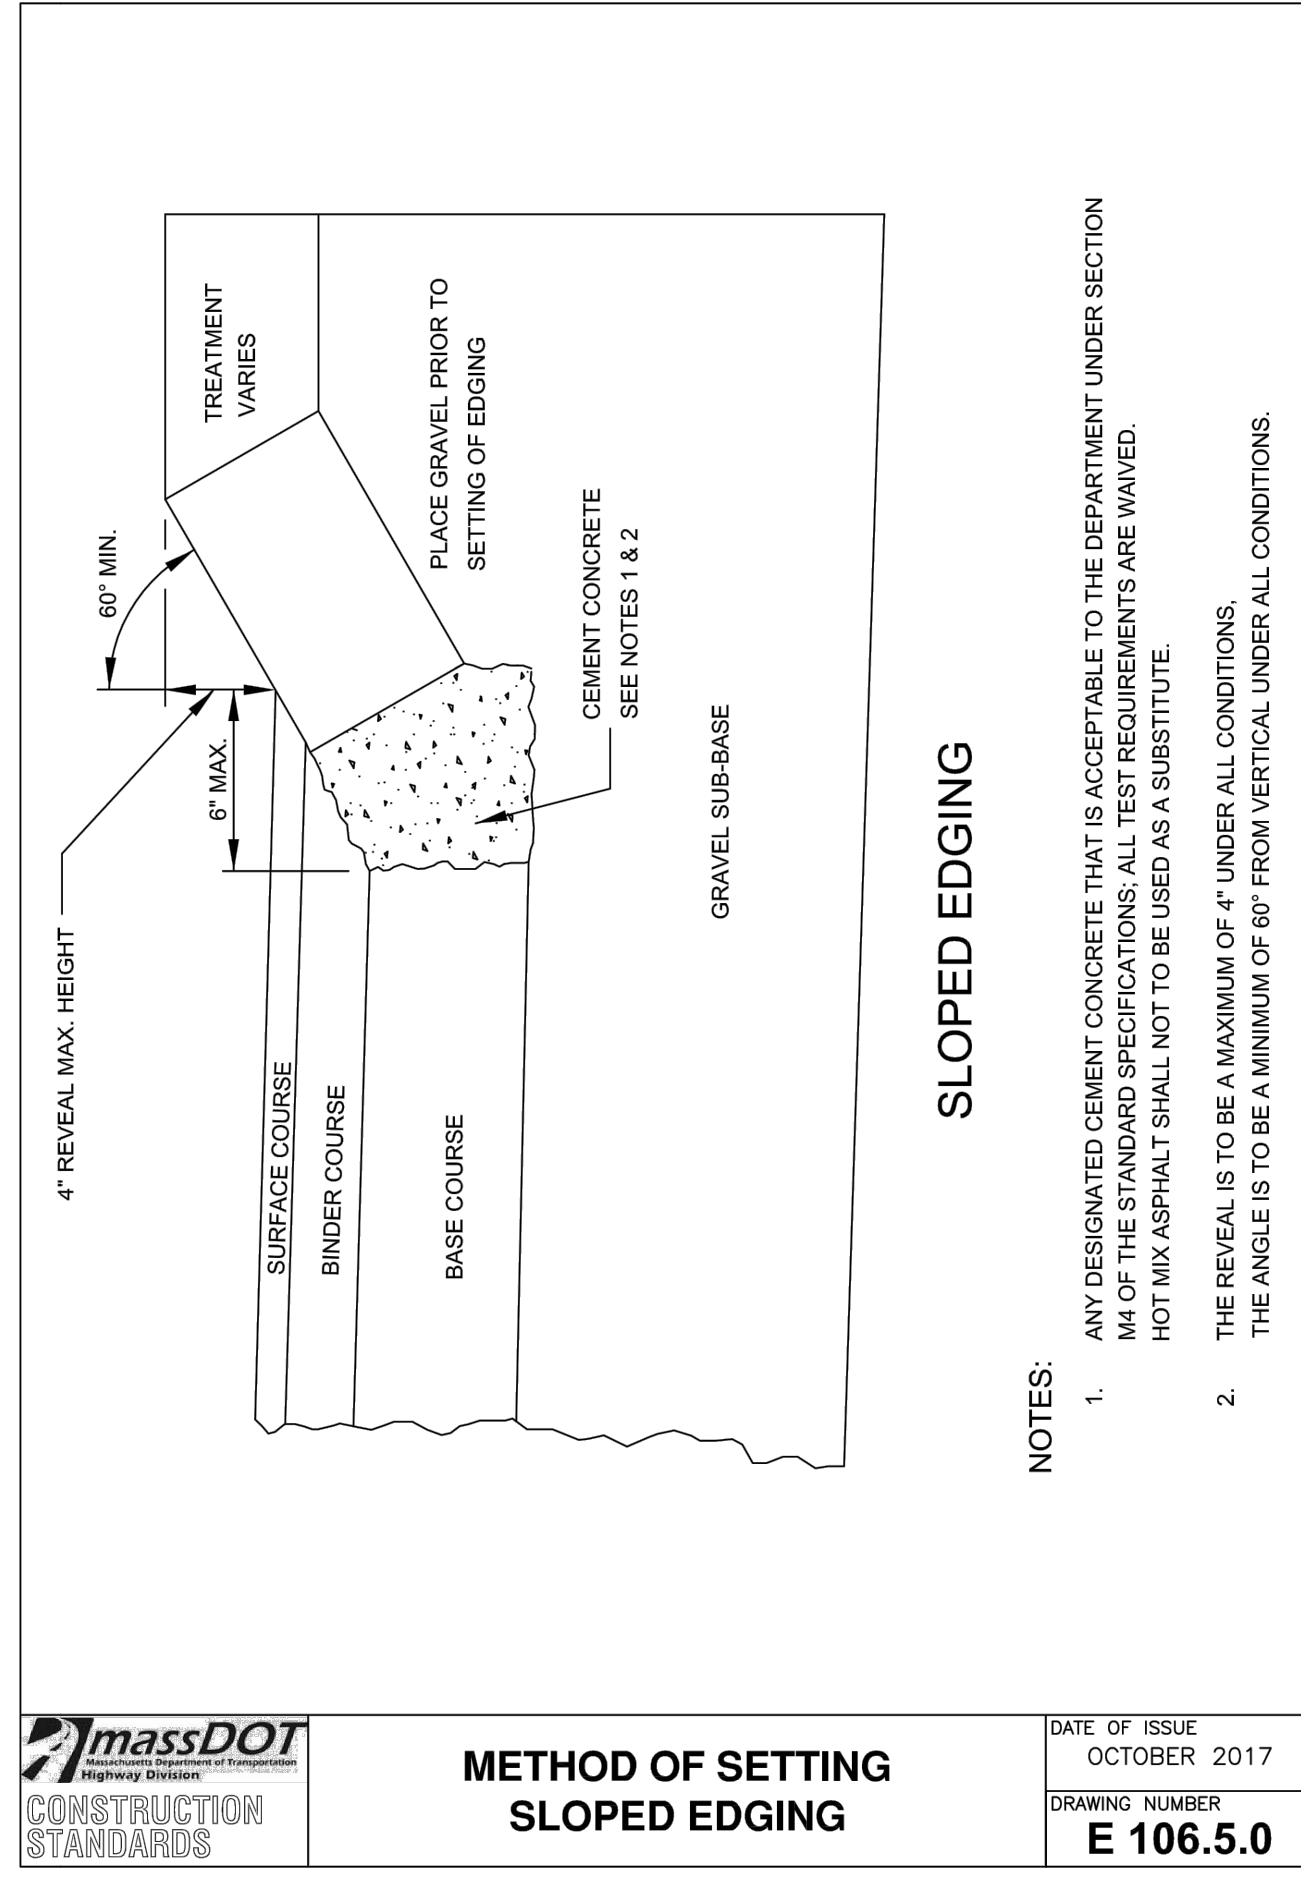 4" REVEAL MAX. HEIGHT
60° MIN.
6" MAX.
TREATMENT
VARIES
SURFACE COURSE
BINDER COURSE
BASE COURSE
PLACE GRAVEL PRIOR TO
SETTING OF EDGING
CEMENT CONCRETE
SEE NOTES 1 & 2
GRAVEL SUB-BASE
SLOPED EDGING
NOTES:
1. ANY DESIGNATED CEMENT CONCRETE THAT IS ACCEPTABLE TO THE DEPARTMENT UNDER SECTION
M4 OF THE STANDARD SPECIFICATIONS; ALL TEST REQUIREMENTS ARE WAIVED.
HOT MIX ASPHALT SHALL NOT TO BE USED AS A SUBSTITUTE.
2. THE REVEAL IS TO BE A MAXIMUM OF 4" UNDER ALL CONDITIONS,
THE ANGLE IS TO BE A MINIMUM OF 60° FROM VERTICAL UNDER ALL CONDITIONS.
massDOT
Massachusetts Department of Transportation
Highway Division
CONSTRUCTION
STANDARDS
METHOD OF SETTING
SLOPED EDGING
DATE OF ISSUE
OCTOBER 2017
DRAWING NUMBER
E 106.5.0